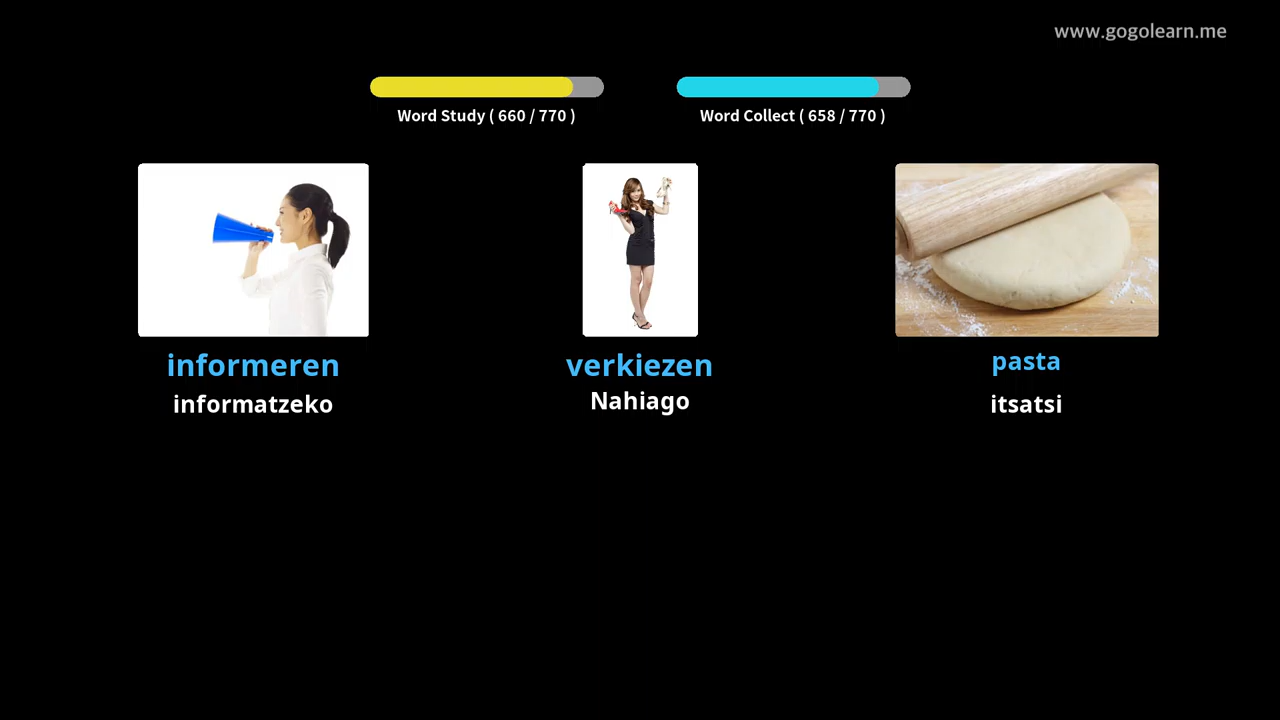 www.gogolearn.me
Word Study ( 660 / 770 )
Word Collect ( 658 / 770 )
informeren
informatzeko
verkiezen
Nahiago
pasta
itsatsi